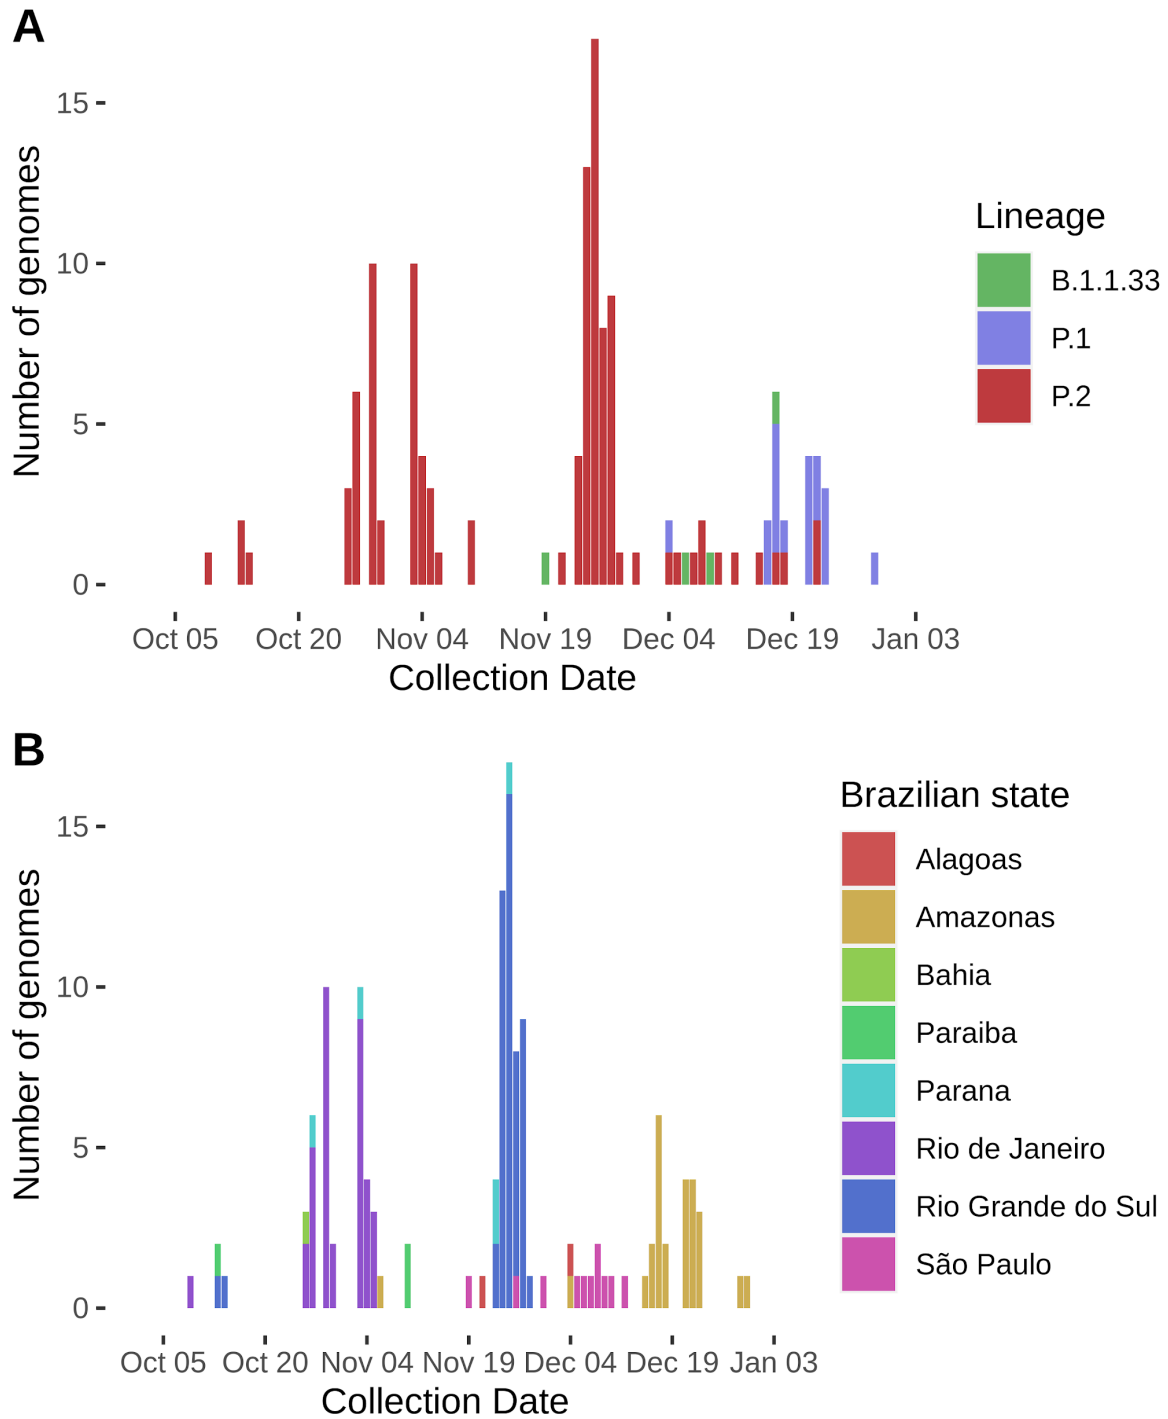 A
Number of genomes
15
10
5
0
Oct 05 Oct 20 Nov 04 Nov 19 Dec 04 Dec 19 Jan 03
Collection Date
Lineage
B.1.1.33
P.1
P.2
B
Number of genomes
15
10
5
0
Oct 05 Oct 20 Nov 04 Nov 19 Dec 04 Dec 19 Jan 03
Collection Date
Brazilian state
Alagoas
Amazonas
Bahia
Paraiba
Parana
Rio de Janeiro
Rio Grande do Sul
São Paulo